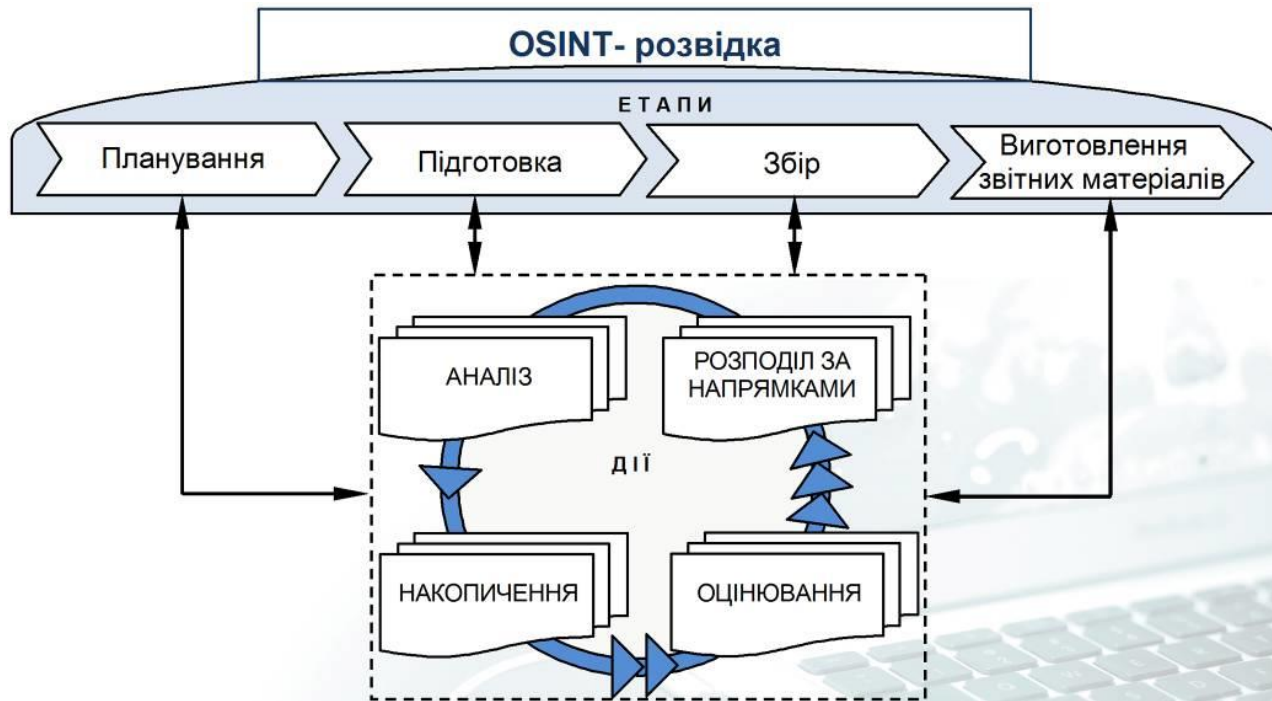 OSINT- розвідка
ЕТАПИ
Планування
Підготовка
Збір
Виготовлення
звітних матеріалів
АНАЛІЗ
РОЗПОДІЛ ЗА
НАПРЯМКАМИ
ДІЇ
НАКОПИЧЕННЯ
ОЦІНЮВАННЯ